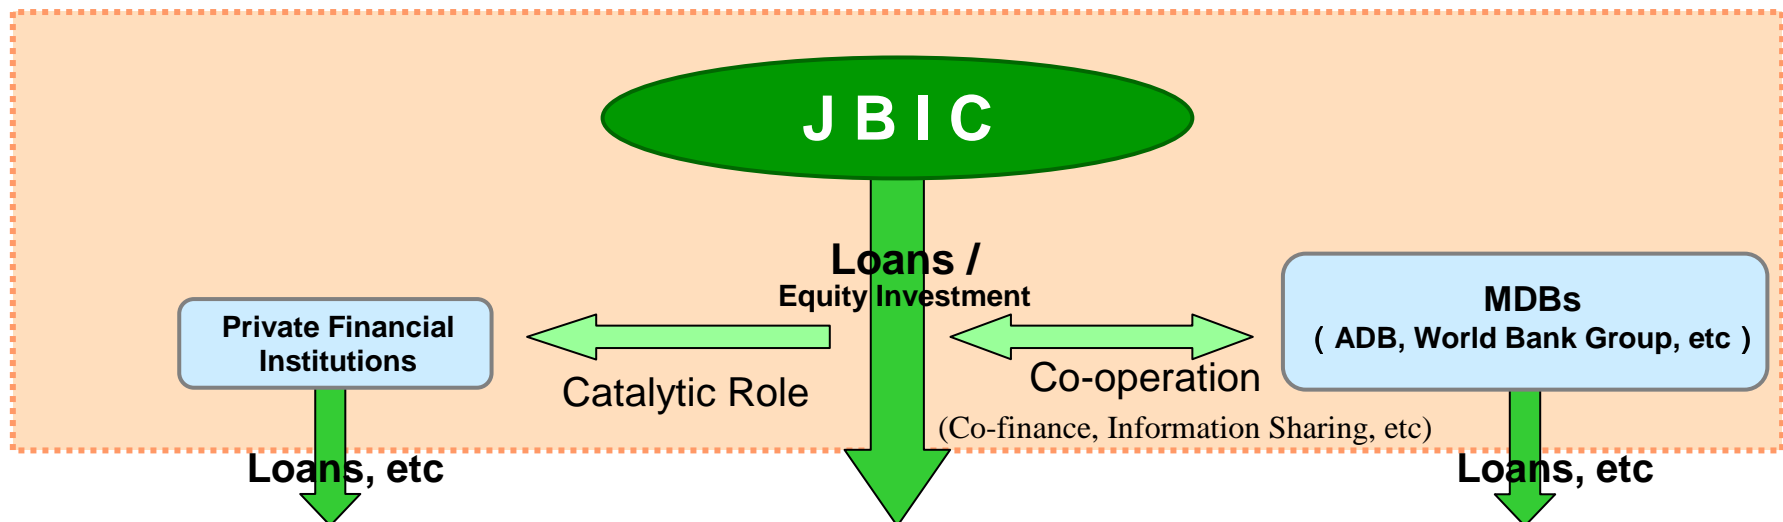 J B I C
Loans /
Equity Investment
Private Financial
Institutions
Catalytic Role
Co-operation
(Co-finance, Information Sharing, etc)
MDBs
( ADB, World Bank Group, etc )
Loans, etc
Loans, etc